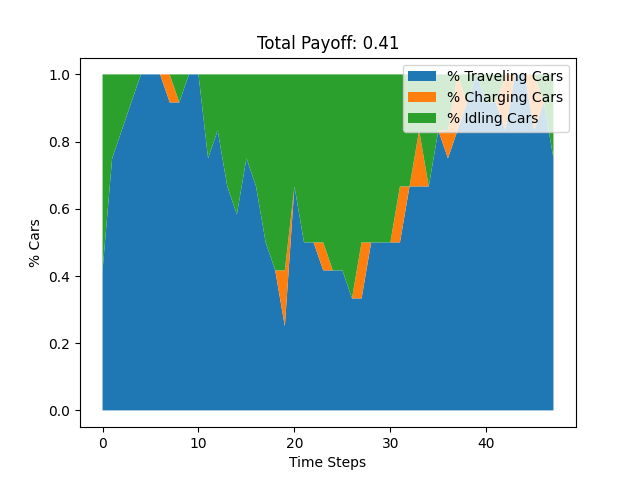 Total Payoff: 0.41
% Traveling Cars
% Charging Cars
% Idling Cars
1.0
0.8
0.6
0.4
0.2
0.0
% Cars
0 10 20 30 40
Time Steps